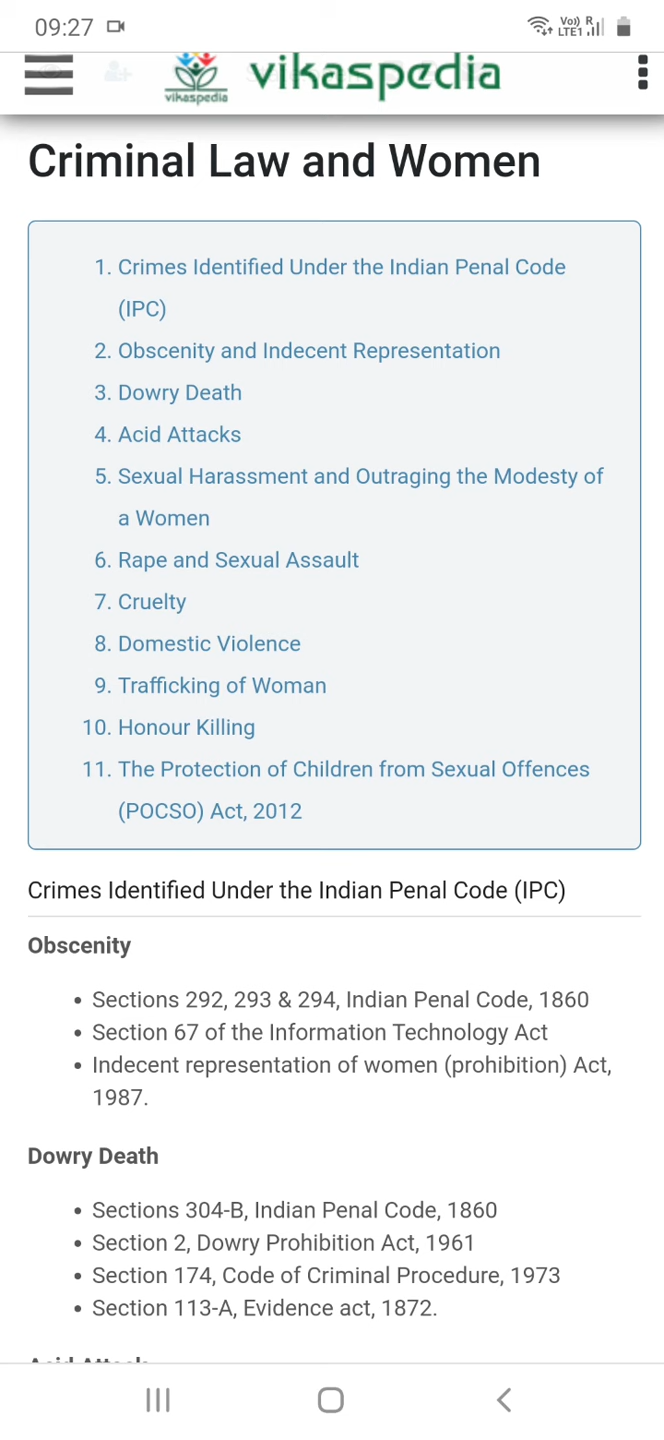 09:27
Vo)) R
LTE1
vikaspedia
vikaspedia
Criminal Law and Women
1. Crimes Identified Under the Indian Penal Code
(IPC)
2. Obscenity and Indecent Representation
3. Dowry Death
4. Acid Attacks
5. Sexual Harassment and Outraging the Modesty of
a Women
6. Rape and Sexual Assault
7. Cruelty
8. Domestic Violence
9. Trafficking of Woman
10. Honour Killing
11. The Protection of Children from Sexual Offences
(POCSO) Act, 2012
Crimes Identified Under the Indian Penal Code (IPC)
Obscenity
• Sections 292, 293 & 294, Indian Penal Code, 1860
• Section 67 of the Information Technology Act
• Indecent representation of women (prohibition) Act,
1987.
Dowry Death
• Sections 304-B, Indian Penal Code, 1860
• Section 2, Dowry Prohibition Act, 1961
• Section 174, Code of Criminal Procedure, 1973
• Section 113-A, Evidence act, 1872.